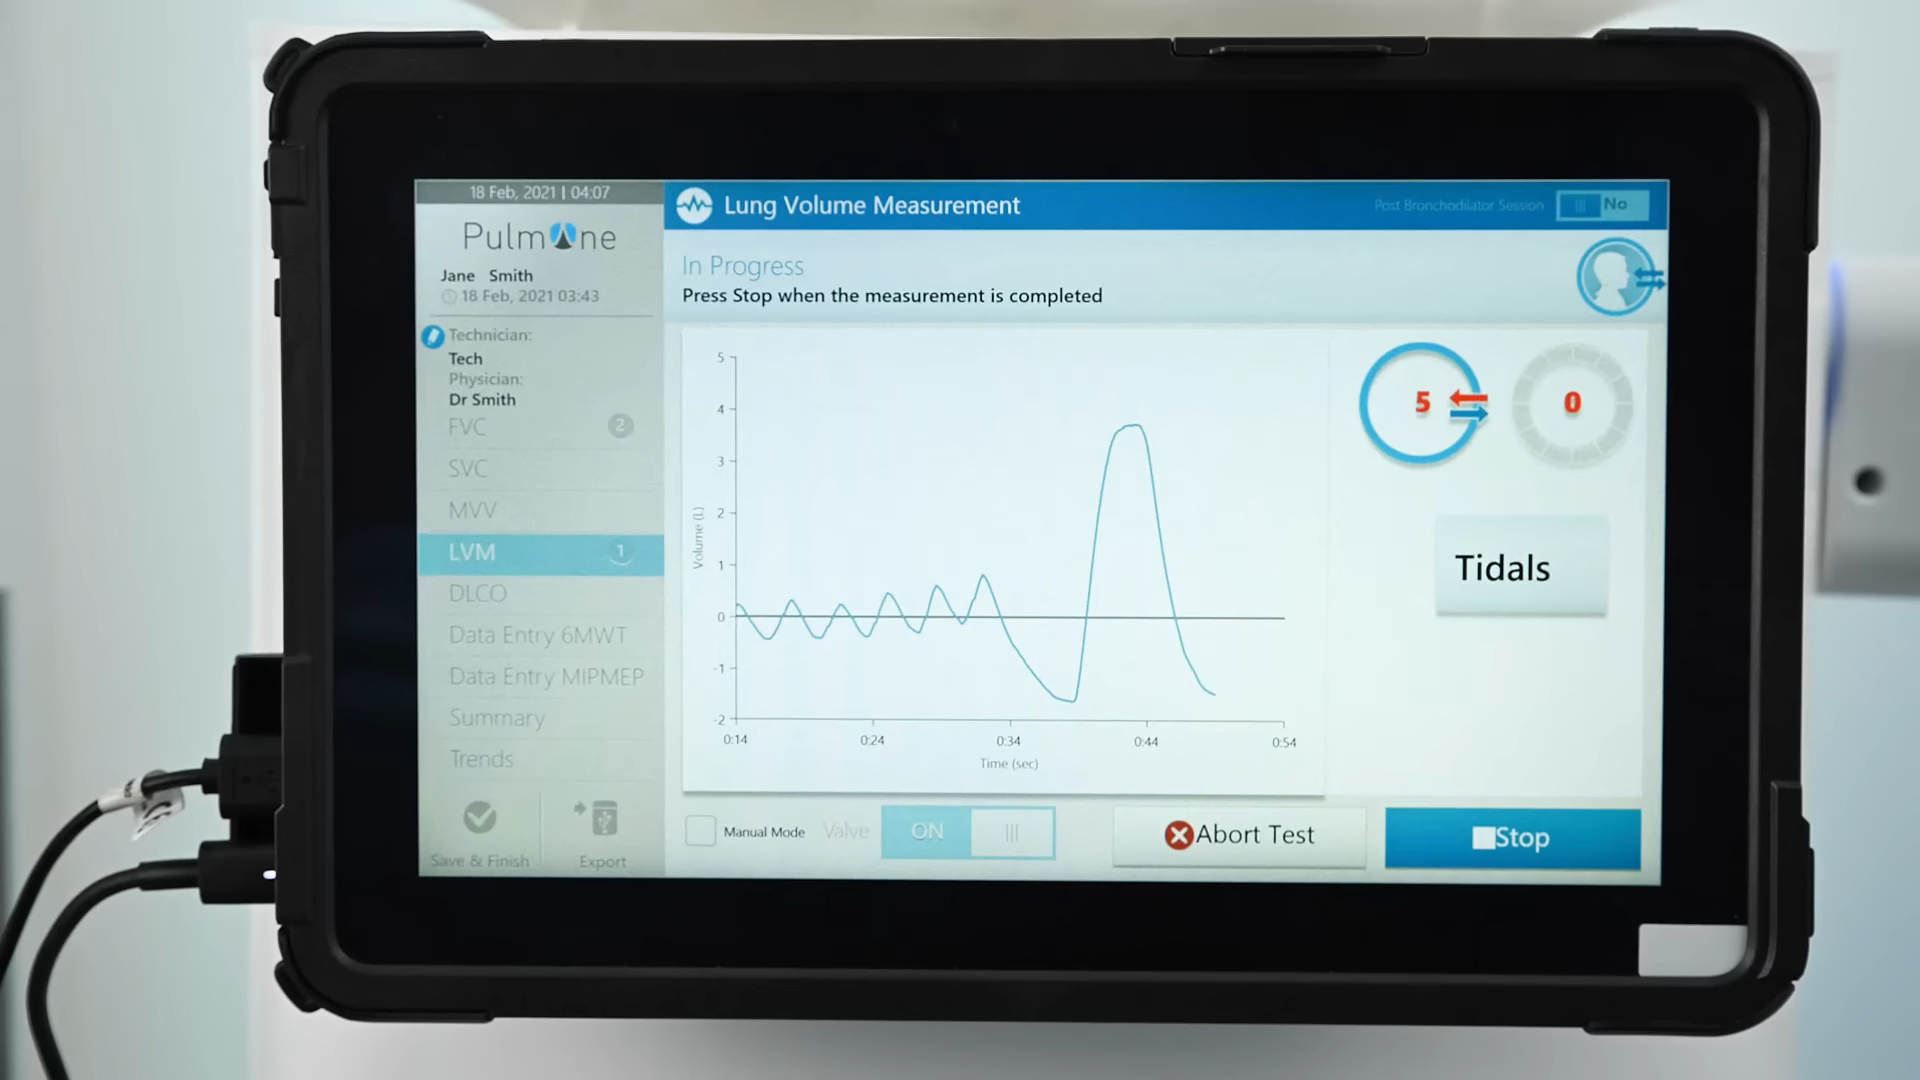 18 Feb, 2021 | 04:07
PulmOne
Jane Smith
18 Feb, 2021 03:43
Technician:
Tech
Physician:
Dr Smith
FVC 2
SVC
MVV
LVM 1
DLCO
Data Entry 6MWT
Data Entry MIPMEP
Summary
Trends
Save & Finish
Export
Lung Volume Measurement
Post Bronchodilator Session
No
In Progress
Press Stop when the measurement is completed
5
4
3
2
1
0
-1
-2
Volume (L)
0:14 0:24 0:34 0:44 0:54
Time (sec)
5
0
Tidals
Manual Mode
Valve
ON
Abort Test
Stop